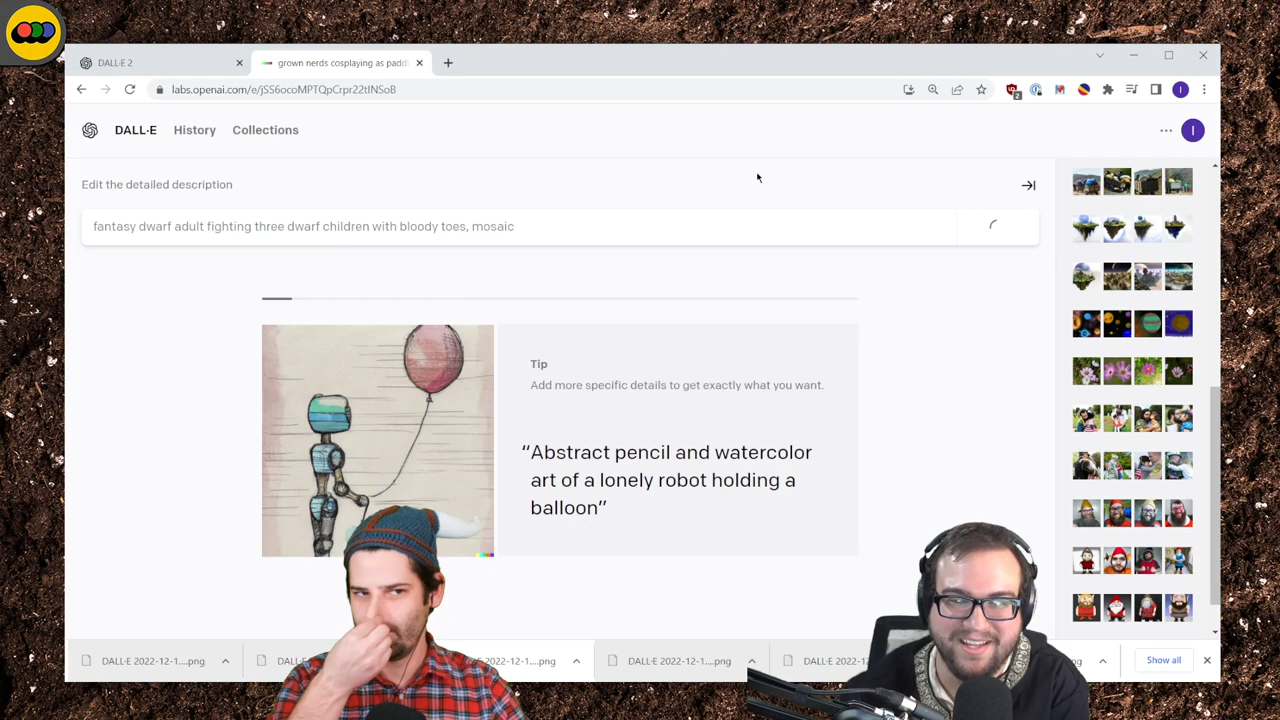 DALL·E 2
grown nerds cosplaying as paddi
labs.openai.com/e/jSS6ocoMPTQpCrpr22tINSoB
2
I
DALL·E History Collections
I
Edit the detailed description
fantasy dwarf adult fighting three dwarf children with bloody toes, mosaic
Tip
Add more specific details to get exactly what you want.
“Abstract pencil and watercolor
art of a lonely robot holding a
balloon”
DALL·E 2022-12-1....png
DALL·E 2022-12-1....png
DALL·E 2022-12-1....png
Show all